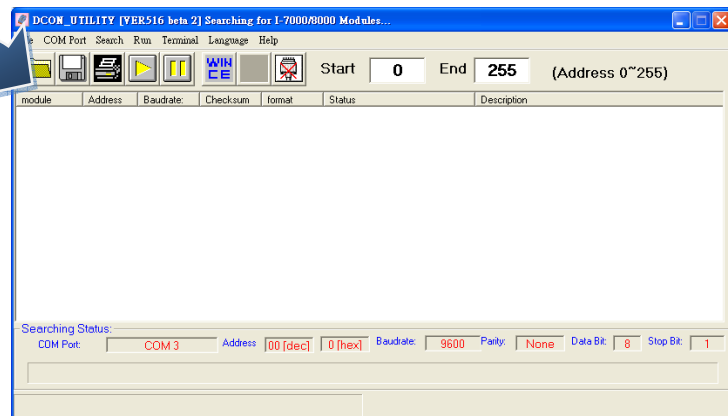 DCON_UTILITY [VER516 beta 2] Searching for I-7000/8000 Modules...
COM Port Search Run Terminal Language Help
WIN CE Start 0 End 255 (Address 0~255)
module Address Baudrate: Checksum format Status Description
Searching Status:
COM Port: COM 3 Address 00 [dec] 0 [hex] Baudrate: 9600 Parity: None Data Bit: 8 Stop Bit: 1